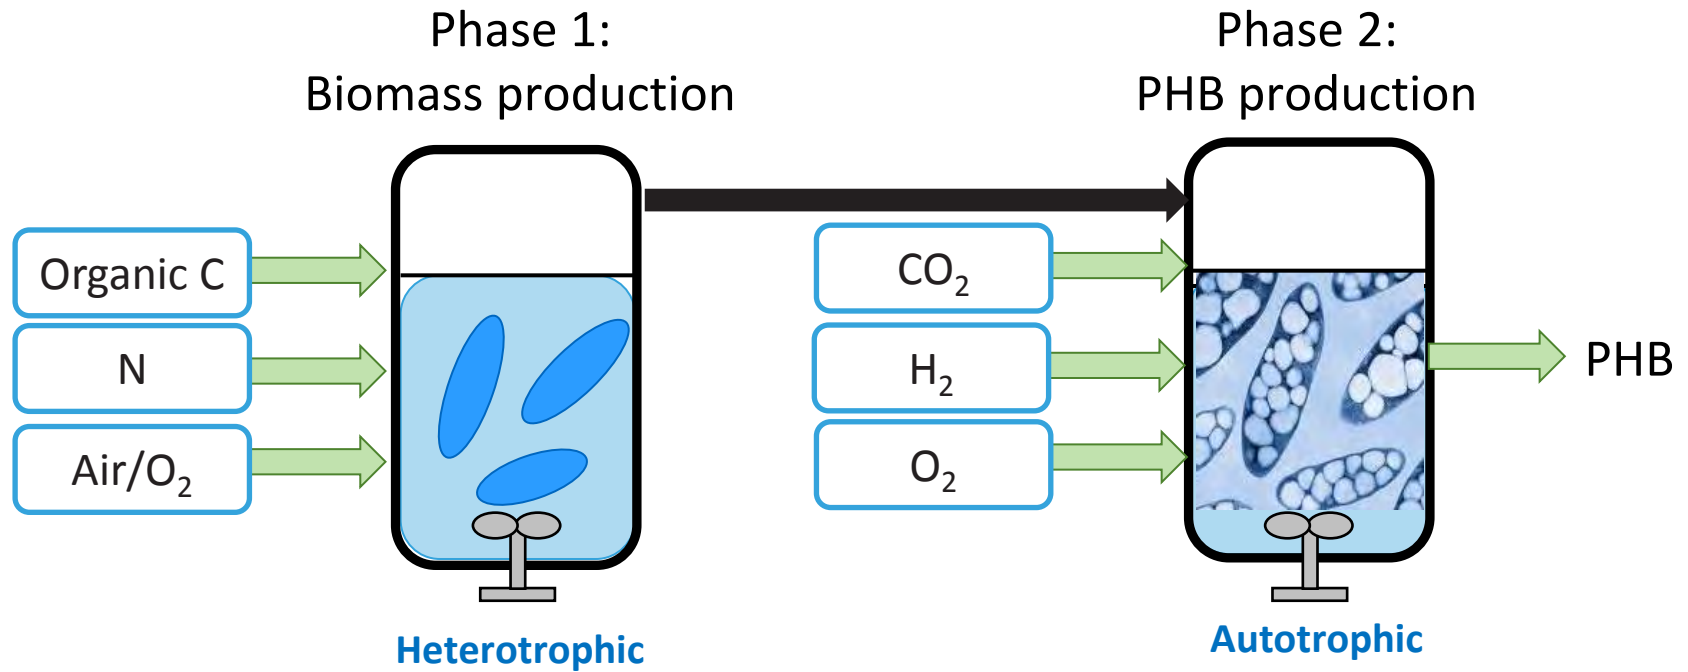 Phase 1:
Biomass production
Phase 2:
PHB production
Organic C
N
Air/O₂
CO₂
H₂
O₂
PHB
Heterotrophic
Autotrophic